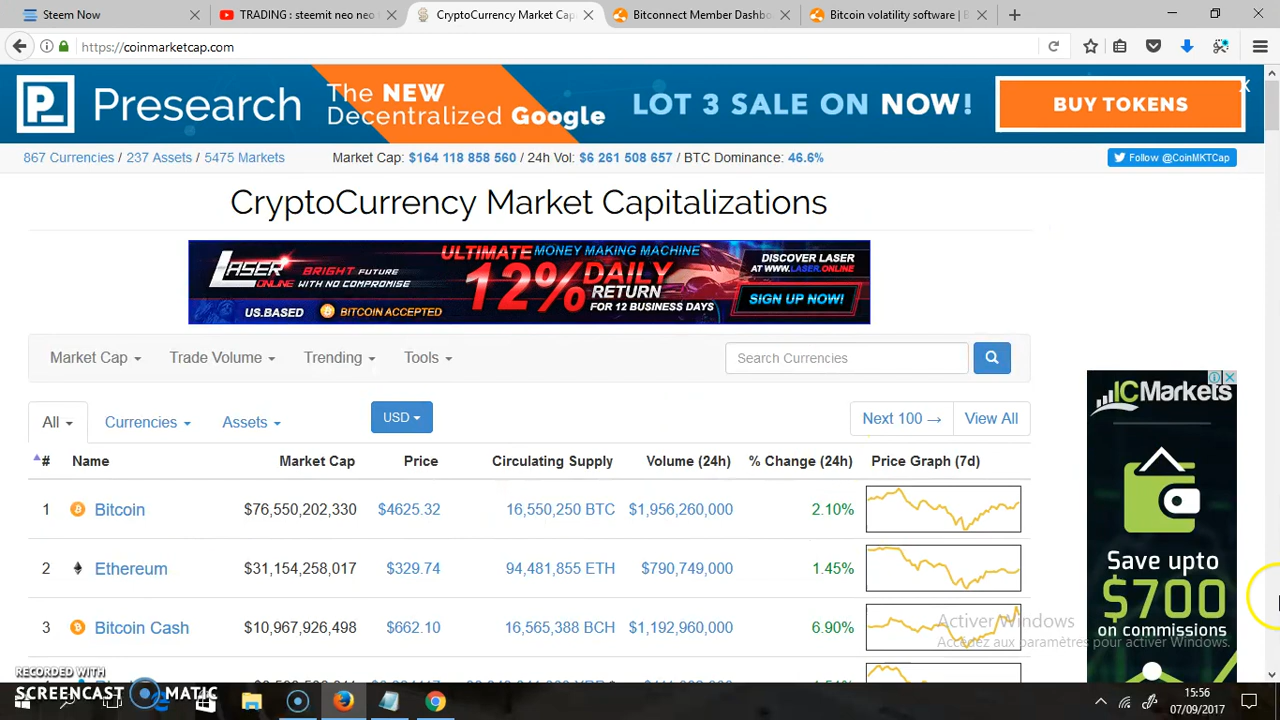 Steem Now
TRADING : steemit neo neo
CryptoCurrency Market Cap
Bitconnect Member Dashbo
Bitcoin volatility software | B
https://coinmarketcap.com
Presearch
The NEW
Decentralized Google
LOT 3 SALE ON NOW!
BUY TOKENS
X
867 Currencies / 237 Assets / 5475 Markets
Market Cap: $164 118 858 560 / 24h Vol: $6 261 508 657 / BTC Dominance: 46.6%
Follow @CoinMKTCap
CryptoCurrency Market Capitalizations
LASER
ONLINE
BRIGHT FUTURE
WITH NO COMPROMISE
US.BASED
BITCOIN ACCEPTED
ULTIMATE MONEY MAKING MACHINE
12% DAILY
RETURN
FOR 12 BUSINESS DAYS
DISCOVER LASER
AT WWW.LASER.ONLINE
SIGN UP NOW!
Market Cap Trade Volume Trending Tools
Search Currencies
All Currencies Assets USD Next 100 → View All
# Name Market Cap Price Circulating Supply Volume (24h) % Change (24h) Price Graph (7d)
1 Bitcoin $76,550,202,330 $4625.32 16,550,250 BTC $1,956,260,000 2.10%
2 Ethereum $31,154,258,017 $329.74 94,481,855 ETH $790,749,000 1.45%
3 Bitcoin Cash $10,967,926,498 $662.10 16,565,388 BCH $1,192,960,000 6.90%
ICMarkets
Save upto
$700
on commissions
Activer Windows
Accédez aux paramètres pour activer Windows.
RECORDED WITH
SCREENCAST MATIC
15:56
07/09/2017